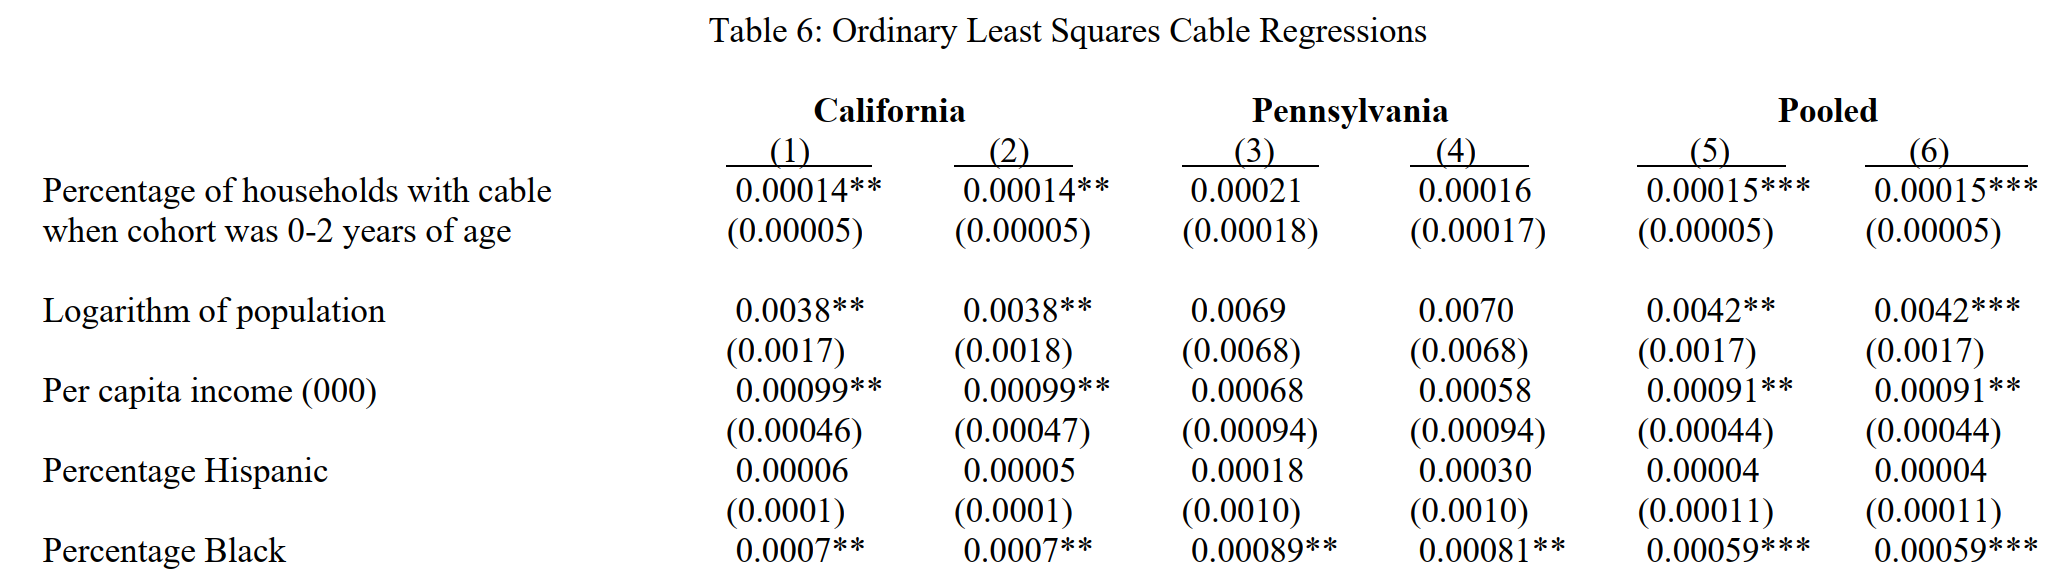 Table 6: Ordinary Least Squares Cable Regressions
California Pennsylvania Pooled
(1) (2) (3) (4) (5) (6)
Percentage of households with cable 0.00014** 0.00014** 0.00021 0.00016 0.00015*** 0.00015***
when cohort was 0-2 years of age (0.00005) (0.00005) (0.00018) (0.00017) (0.00005) (0.00005)
Logarithm of population 0.0038** 0.0038** 0.0069 0.0070 0.0042** 0.0042***
(0.0017) (0.0018) (0.0068) (0.0068) (0.0017) (0.0017)
Per capita income (000) 0.00099** 0.00099** 0.00068 0.00058 0.00091** 0.00091**
(0.00046) (0.00047) (0.00094) (0.00094) (0.00044) (0.00044)
Percentage Hispanic 0.00006 0.00005 0.00018 0.00030 0.00004 0.00004
(0.0001) (0.0001) (0.0010) (0.0010) (0.00011) (0.00011)
Percentage Black 0.0007** 0.0007** 0.00089** 0.00081** 0.00059*** 0.00059***